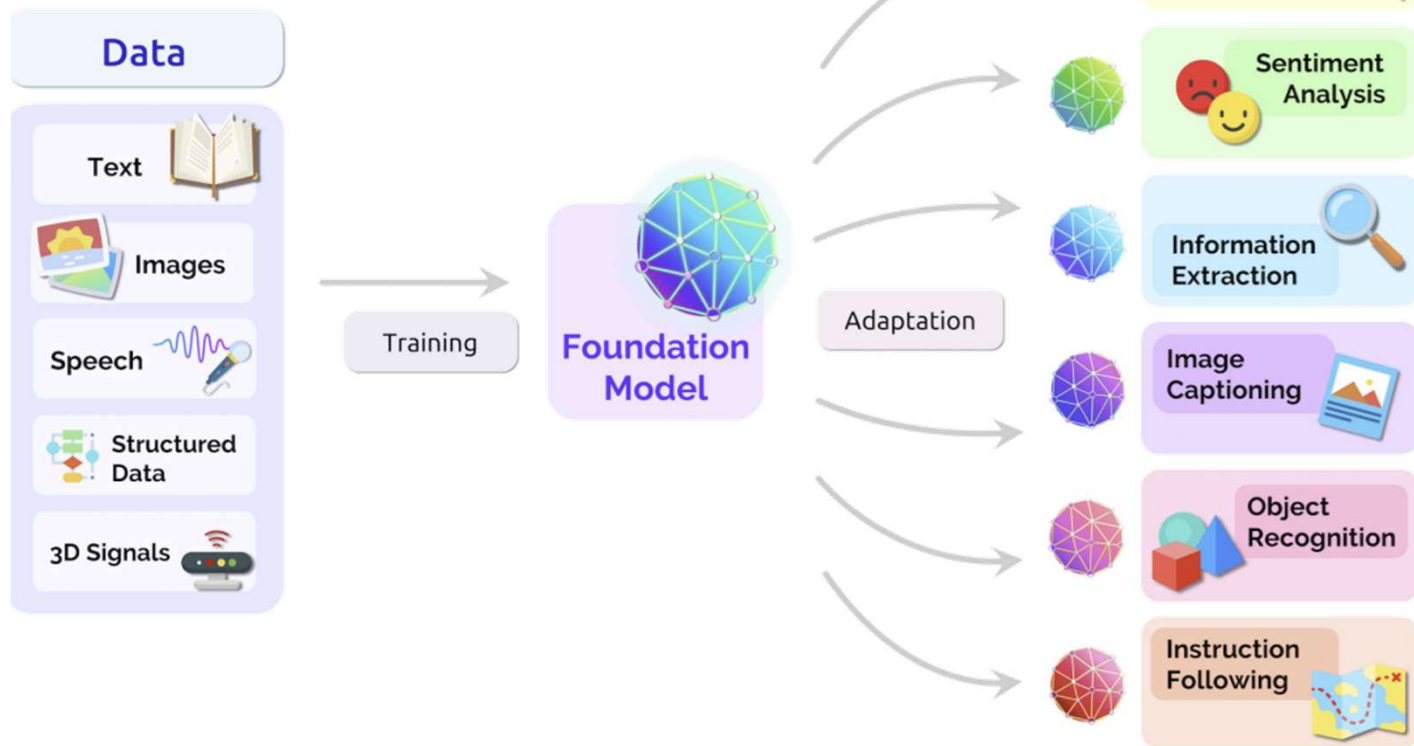 Data
Text
Images
Speech
Structured
Data
3D Signals
Training
Foundation
Model
Adaptation
Sentiment
Analysis
Information
Extraction
Image
Captioning
Object
Recognition
Instruction
Following